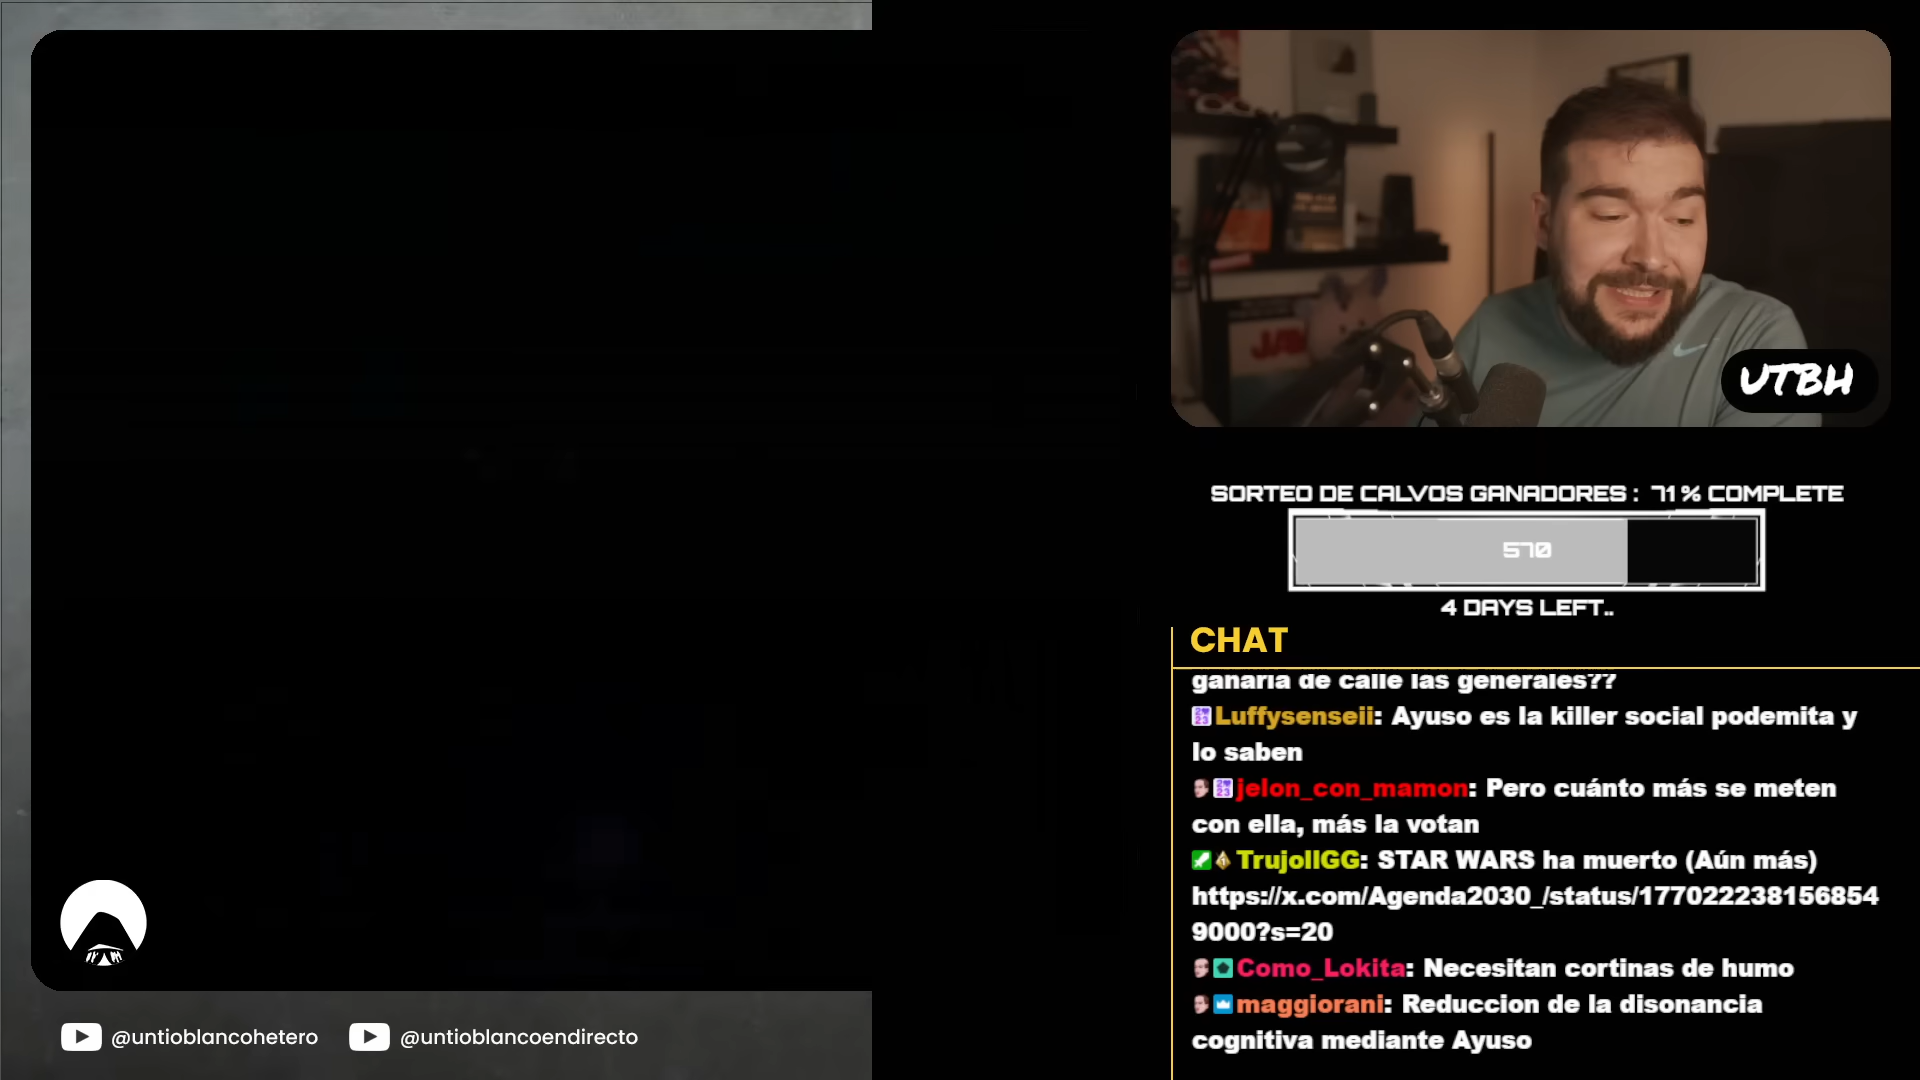 UTBH
SORTEO DE CALVOS GANADORES : 71 % COMPLETE
570
4 DAYS LEFT..
CHAT
ganaría de calle las generales??
Luffysenseii: Ayuso es la killer social podemita y
lo saben
jelon_con_mamon: Pero cuánto más se meten
con ella, más la votan
TrujollGG: STAR WARS ha muerto (Aún más)
https://x.com/Agenda2030_/status/177022238156854
9000?s=20
Como_Lokita: Necesitan cortinas de humo
maggiorani: Reduccion de la disonancia
cognitiva mediante Ayuso
@untioblancohetero @untioblancoendirecto